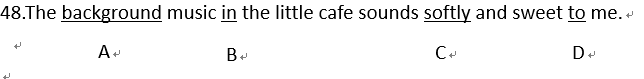 48.The background music in the little cafe sounds softly and sweet to me.
A B C D